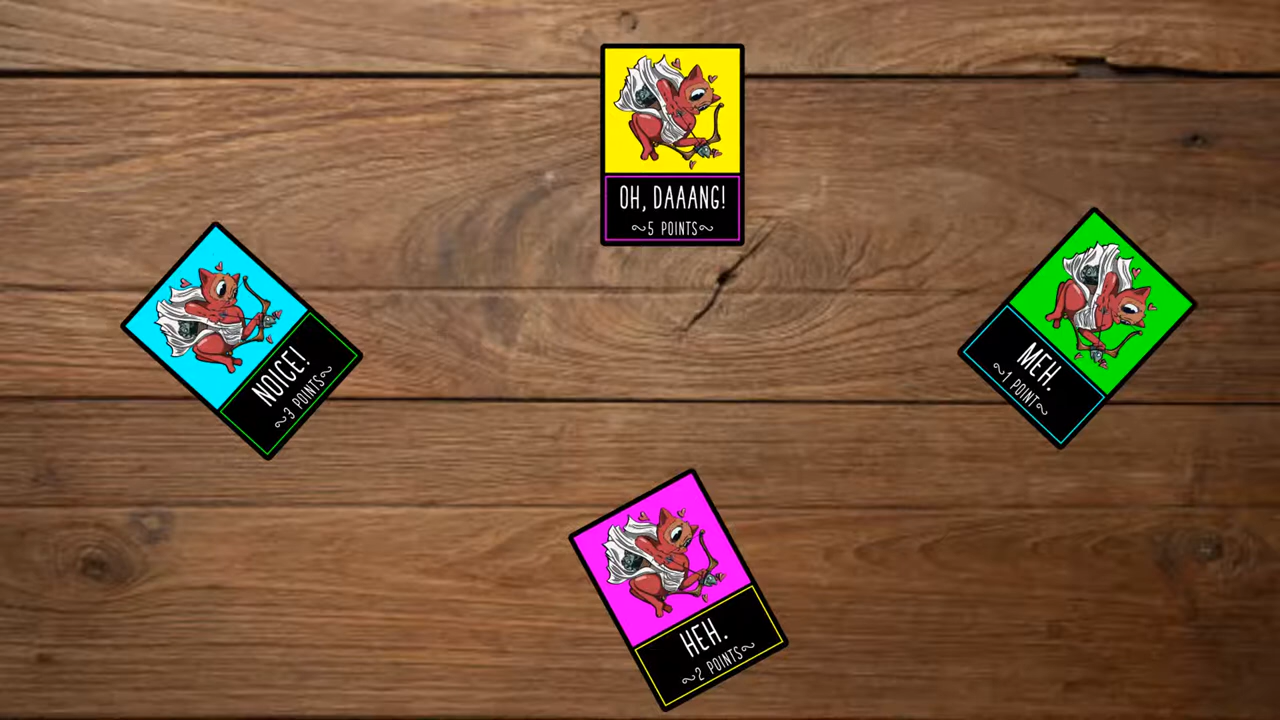 OH, DAAANG!
~5 POINTS~
NOICE!
~3 POINTS~
MEH.
~1 POINT~
HEH.
~2 POINTS~